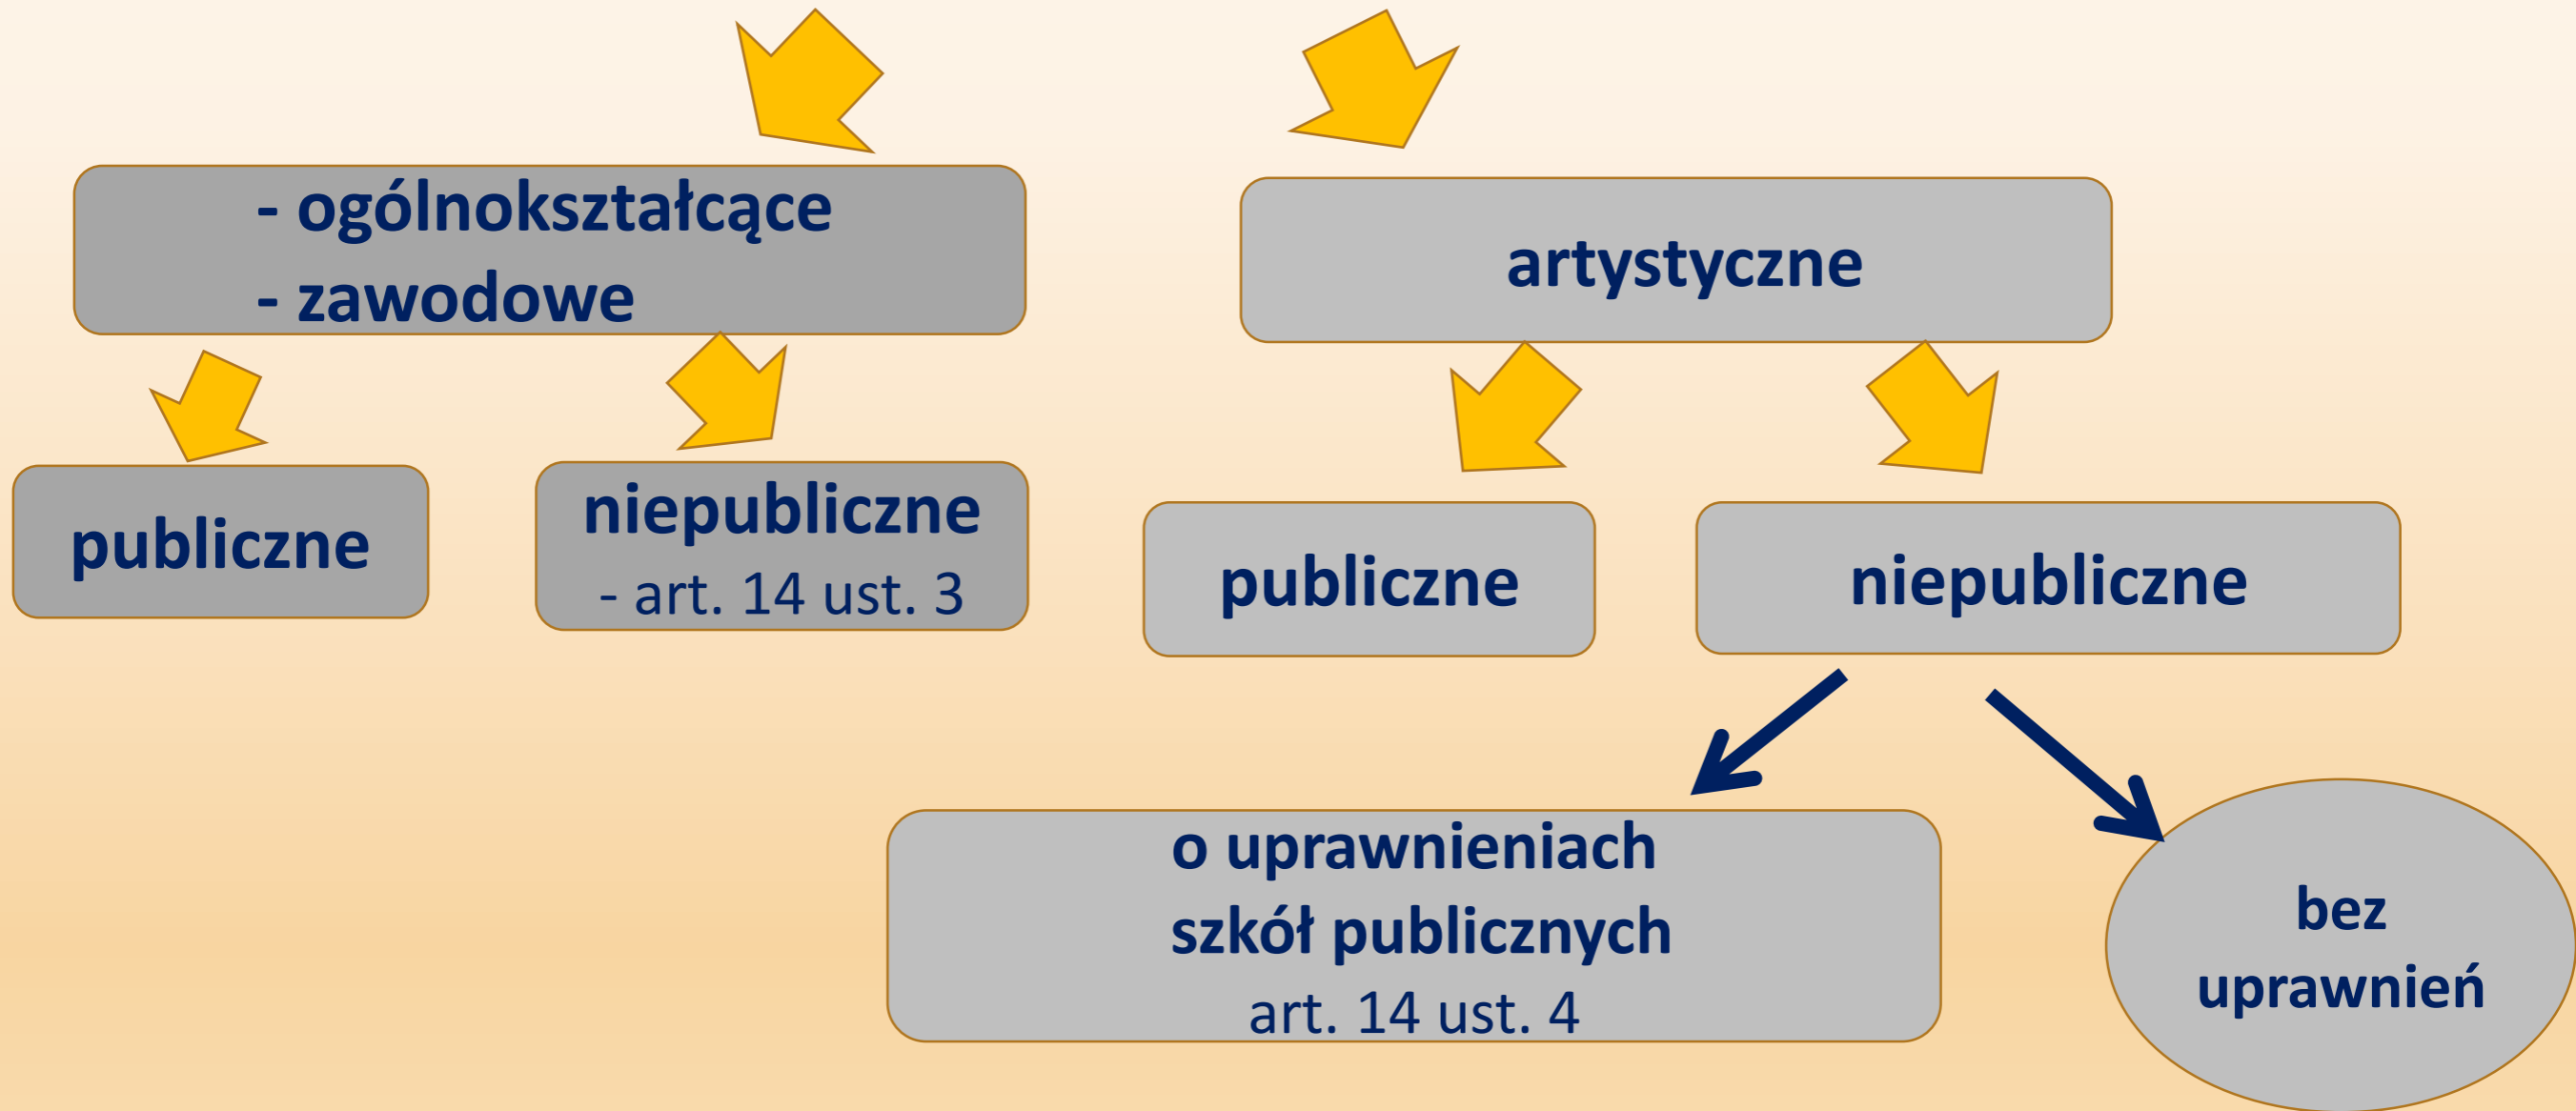 - ogólnokształcące
- zawodowe
artystyczne
publiczne
niepubliczne
- art. 14 ust. 3
publiczne
niepubliczne
o uprawnieniach
szkół publicznych
art. 14 ust. 4
bez
uprawnień